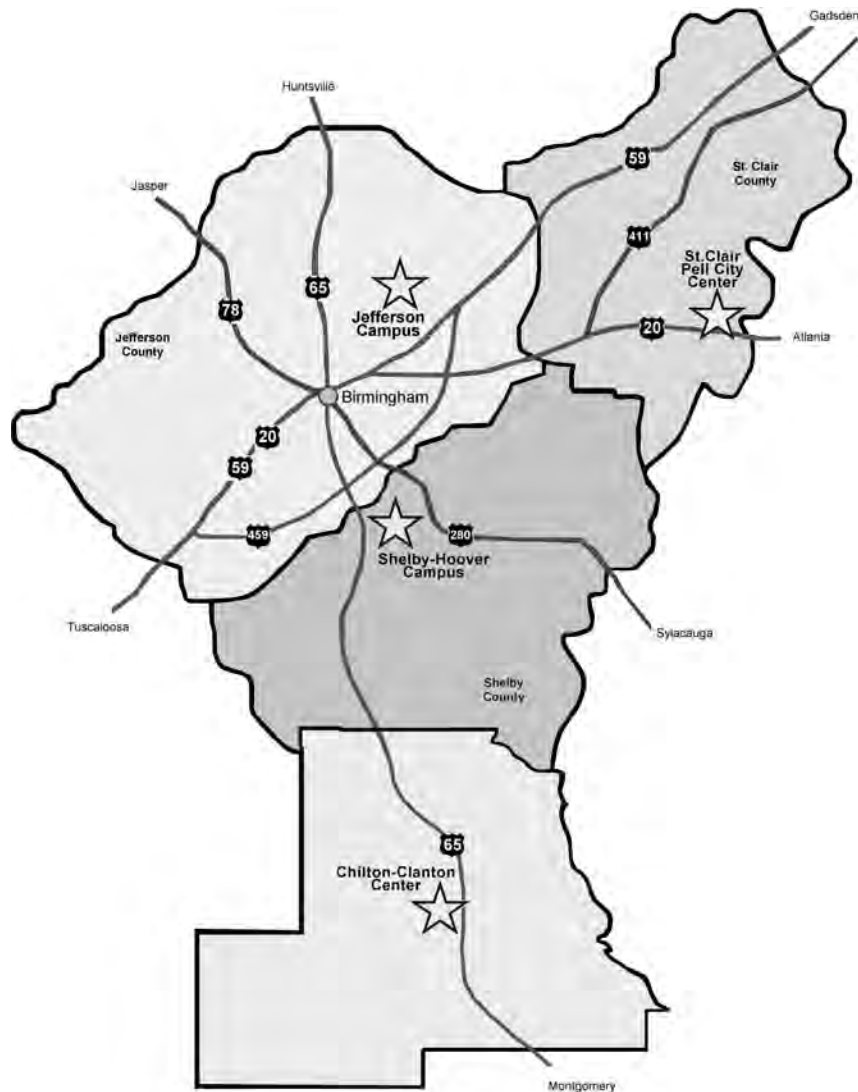 Gadsden
Huntsville
59
St. Clair
County
Jasper
411
St.Clair
Pell City
Center
65
78
Jefferson
Campus
Jefferson
County
20
Atlanta
Birmingham
20
59
459
280
Shelby-Hoover
Campus
Tuscaloosa
Sylacauga
Shelby
County
65
Chilton-Clanton
Center
Montgomery